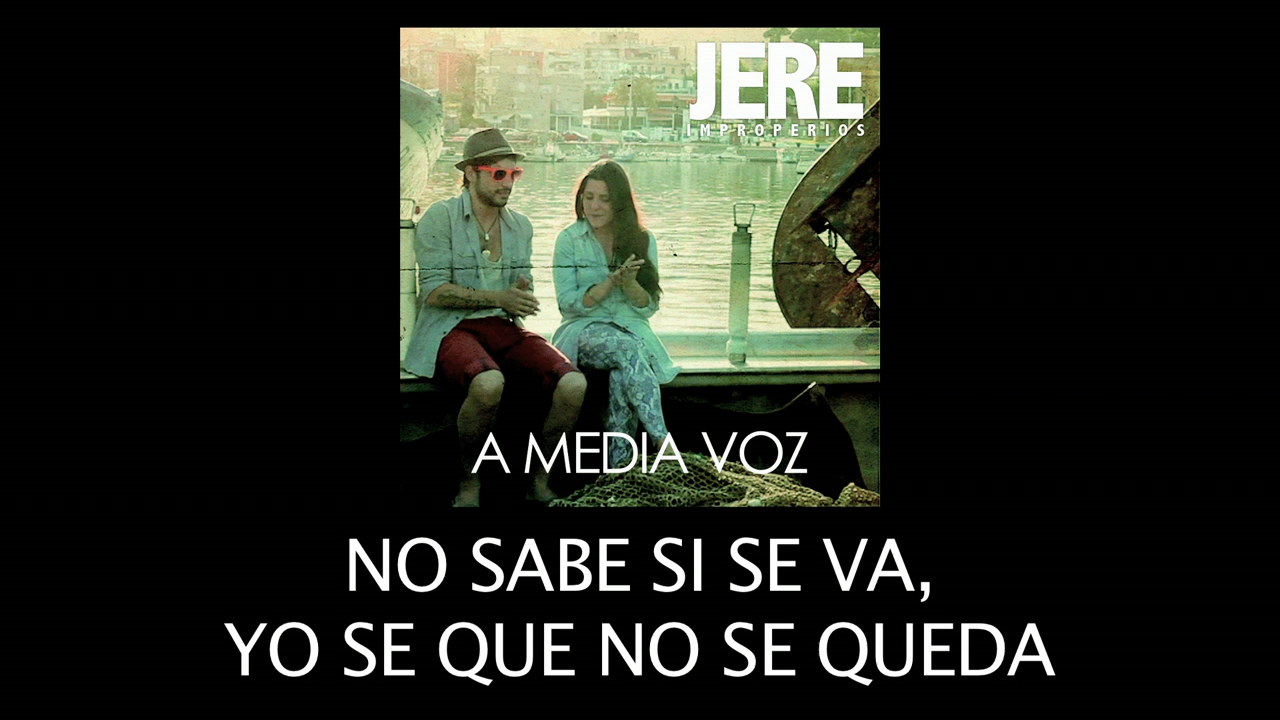 JERE
IMPROPERIOS
A MEDIA VOZ
NO SABE SI SE VA,
YO SE QUE NO SE QUEDA